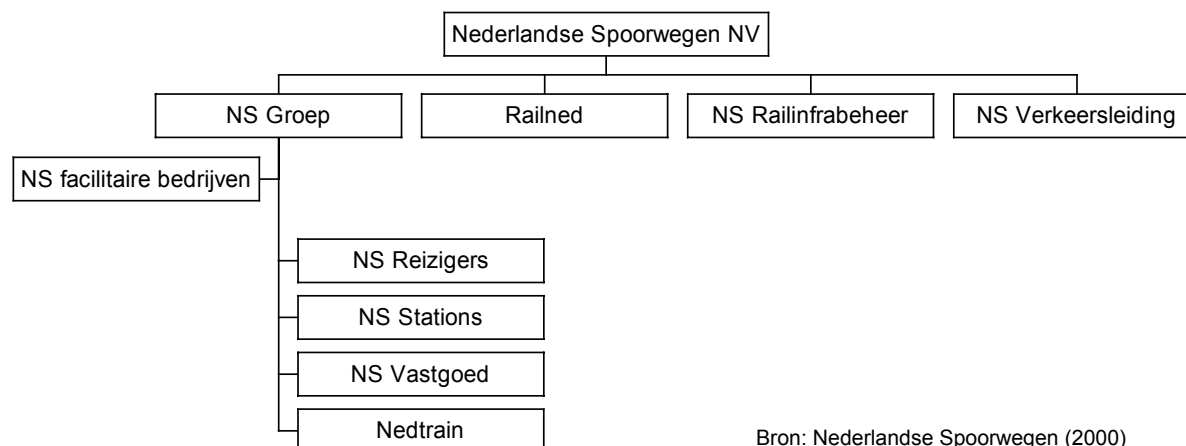 Nederlandse Spoorwegen NV
NS Groep
Railned
NS Railinfrabeheer
NS Verkeersleiding
NS facilitaire bedrijven
NS Reizigers
NS Stations
NS Vastgoed
Nedtrain
Bron: Nederlandse Spoorwegen (2000)